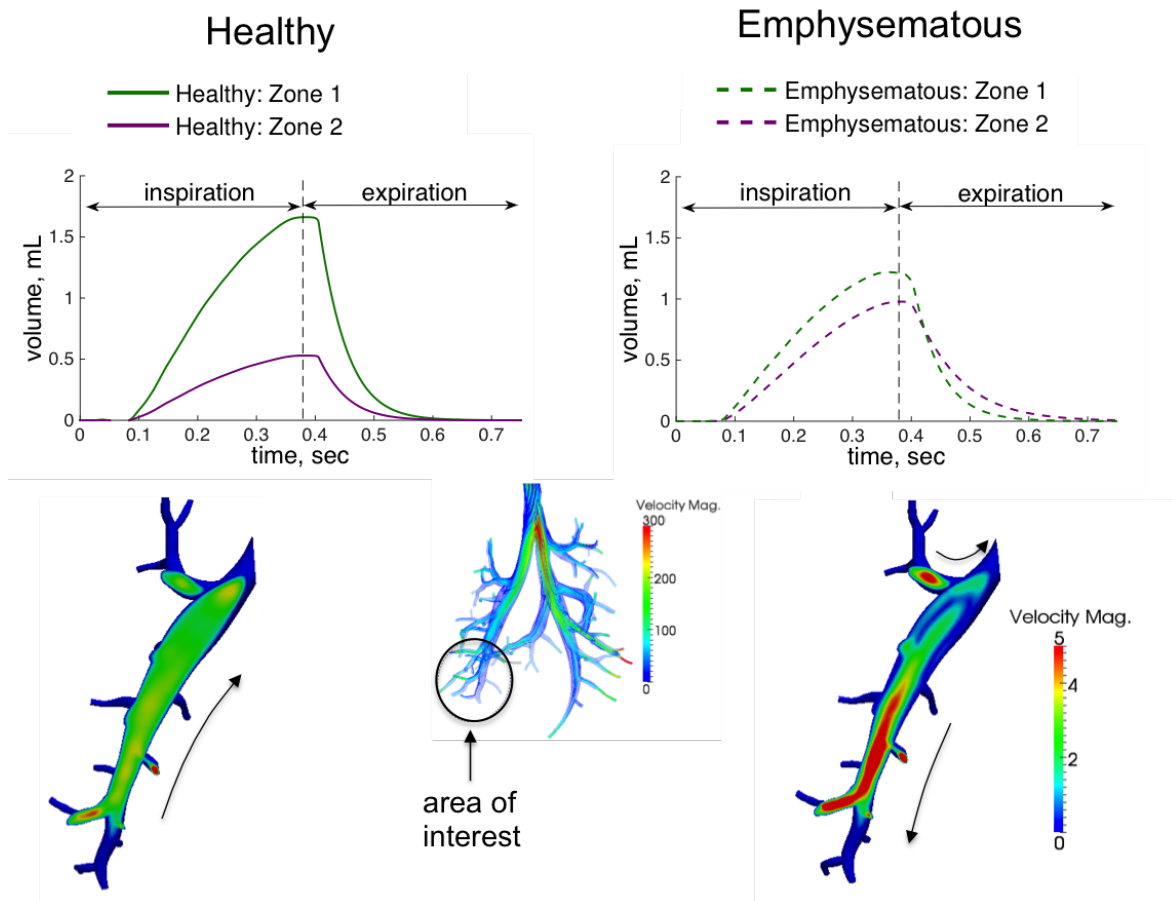 Healthy
Healthy: Zone 1
Healthy: Zone 2
2
1.5
1
0.5
0
volume, mL
inspiration
expiration
0
0.1
0.2
0.3
0.4
0.5
0.6
0.7
time, sec
Emphysematous
Emphysematous: Zone 1
Emphysematous: Zone 2
2
1.5
1
0.5
0
volume, mL
inspiration
expiration
0
0.1
0.2
0.3
0.4
0.5
0.6
0.7
time, sec
Velocity Mag.
300
200
100
0
area of
interest
Velocity Mag.
5
4
2
0